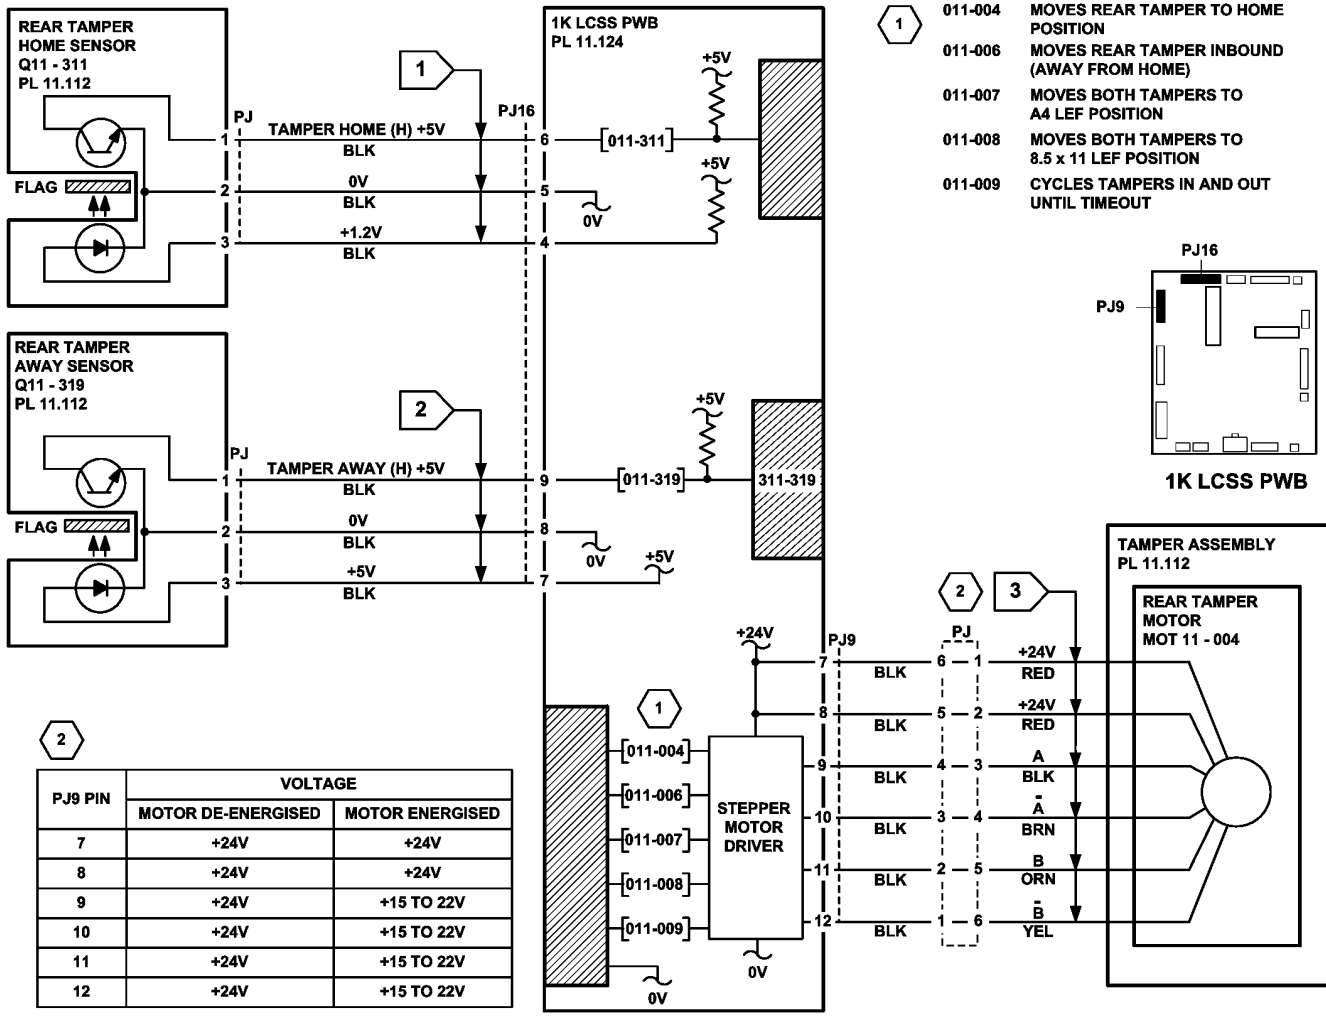 REAR TAMPER
HOME SENSOR
Q11 - 311
PL 11.112
FLAG
PJ
1
TAMPER HOME (H) +5V
BLK
2
0V
BLK
3
+1.2V
BLK
1
PJ16
6
5
4
1K LCSS PWB
PL 11.124
+5V
[011-311]
+5V
0V
1
011-004 MOVES REAR TAMPER TO HOME
POSITION
011-006 MOVES REAR TAMPER INBOUND
(AWAY FROM HOME)
011-007 MOVES BOTH TAMPERS TO
A4 LEF POSITION
011-008 MOVES BOTH TAMPERS TO
8.5 x 11 LEF POSITION
011-009 CYCLES TAMPERS IN AND OUT
UNTIL TIMEOUT
PJ16
PJ9
1K LCSS PWB
REAR TAMPER
AWAY SENSOR
Q11 - 319
PL 11.112
FLAG
PJ
1
TAMPER AWAY (H) +5V
BLK
2
0V
BLK
3
+5V
BLK
2
9
8
7
+5V
[011-319]
311-319
0V
+5V
+24V
1
[011-004]
[011-006]
[011-007]
[011-008]
[011-009]
0V
STEPPER
MOTOR
DRIVER
0V
PJ9
2
3
PJ
7 BLK 6 1 +24V
RED
8 BLK 5 2 +24V
RED
9 BLK 4 3 A
BLK
10 BLK 3 4 A̅
BRN
11 BLK 2 5 B
ORN
12 BLK 1 6 B̅
YEL
TAMPER ASSEMBLY
PL 11.112
REAR TAMPER
MOTOR
MOT 11 - 004
2
PJ9 PIN VOLTAGE
MOTOR DE-ENERGISED MOTOR ENERGISED
7 +24V +24V
8 +24V +24V
9 +24V +15 TO 22V
10 +24V +15 TO 22V
11 +24V +15 TO 22V
12 +24V +15 TO 22V